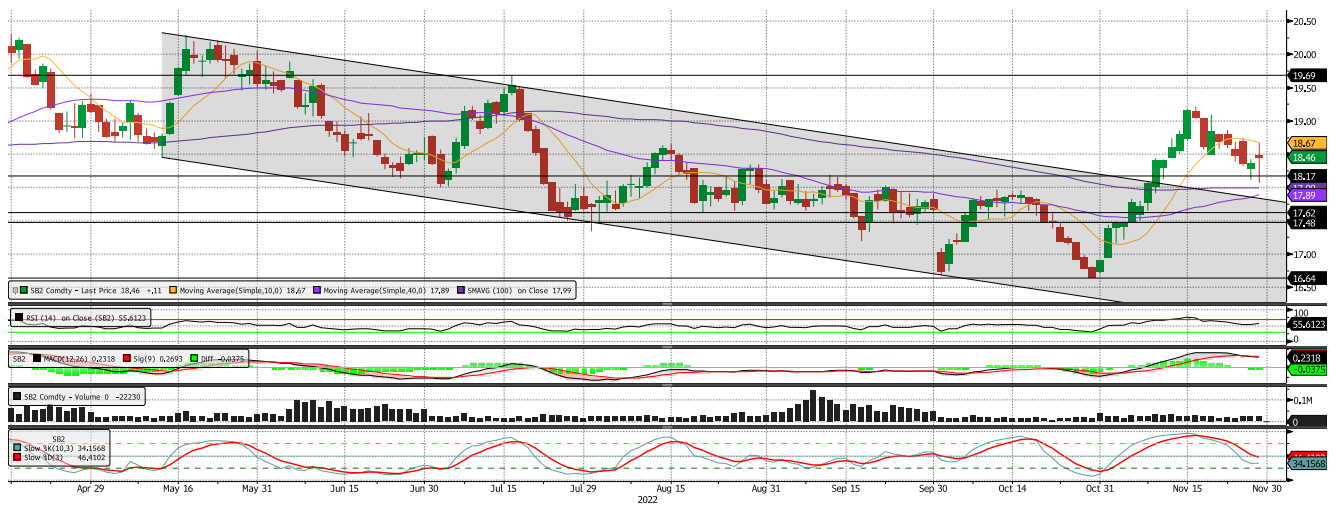 20.50
20.00
19.69
19.50
19.00
18.67
18.46
18.17
17.89
17.62
17.48
17.00
16.64
16.50
SB2 Comdty - Last Price 18,46 +,11 Moving Average(Simple,10,0) 18,67 Moving Average(Simple,40,0) 17,89 SMAVG (100) on Close 17,99
100
RSI (14) on Close (SB2) 55,6123
55.6123
0
SB2 MACD(12,26) 0,2318 Sig(9) 0,2693 Diff -0,0375
0.2318
-0.0375
SB2 Comdty - Volume 0 -22230
0.1M
0
SB2
Slow %K(10,3) 34,1568
Slow %D(3) 46,4102
34.1568
Apr 29 May 16 May 31 Jun 15 Jun 30 Jul 15 Jul 29 Aug 15 Aug 31 Sep 15 Sep 30 Oct 14 Oct 31 Nov 15 Nov 30
2022